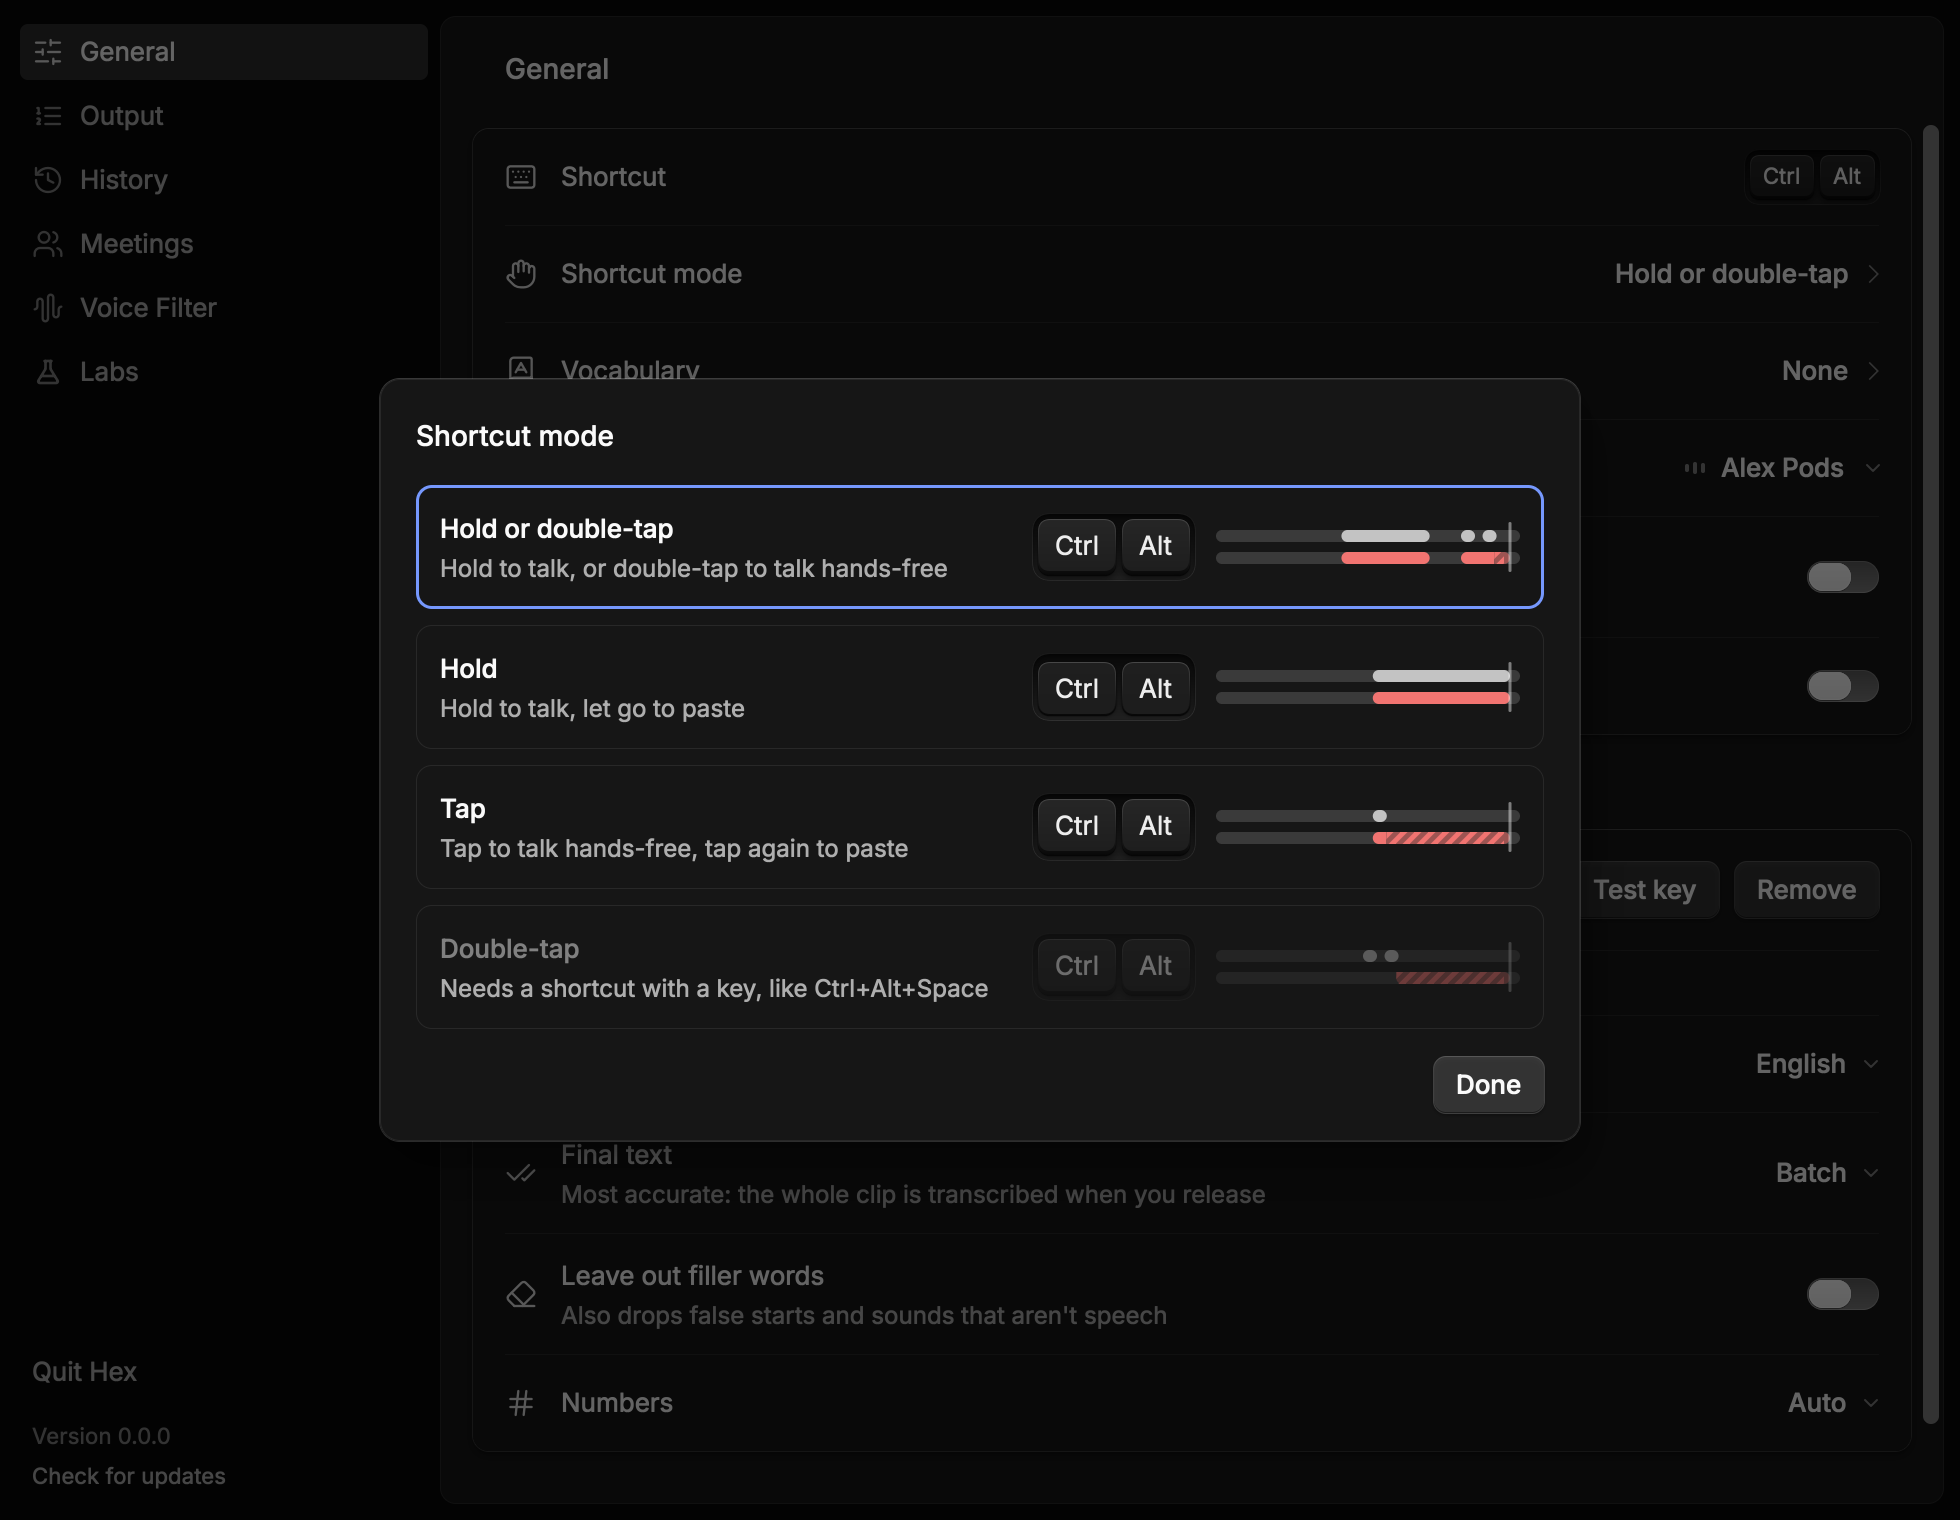 General
Output
History
Meetings
Voice Filter
Labs
Quit Hex
Version 0.0.0
Check for updates
General
Shortcut
Ctrl Alt
Shortcut mode
Hold or double-tap
Vocabulary
None
Alex Pods
Shortcut mode
Hold or double-tap
Hold to talk, or double-tap to talk hands-free
Ctrl Alt
Hold
Hold to talk, let go to paste
Ctrl Alt
Tap
Tap to talk hands-free, tap again to paste
Ctrl Alt
Double-tap
Needs a shortcut with a key, like Ctrl+Alt+Space
Ctrl Alt
Done
Test key
Remove
English
Final text
Most accurate: the whole clip is transcribed when you release
Batch
Leave out filler words
Also drops false starts and sounds that aren't speech
Numbers
Auto